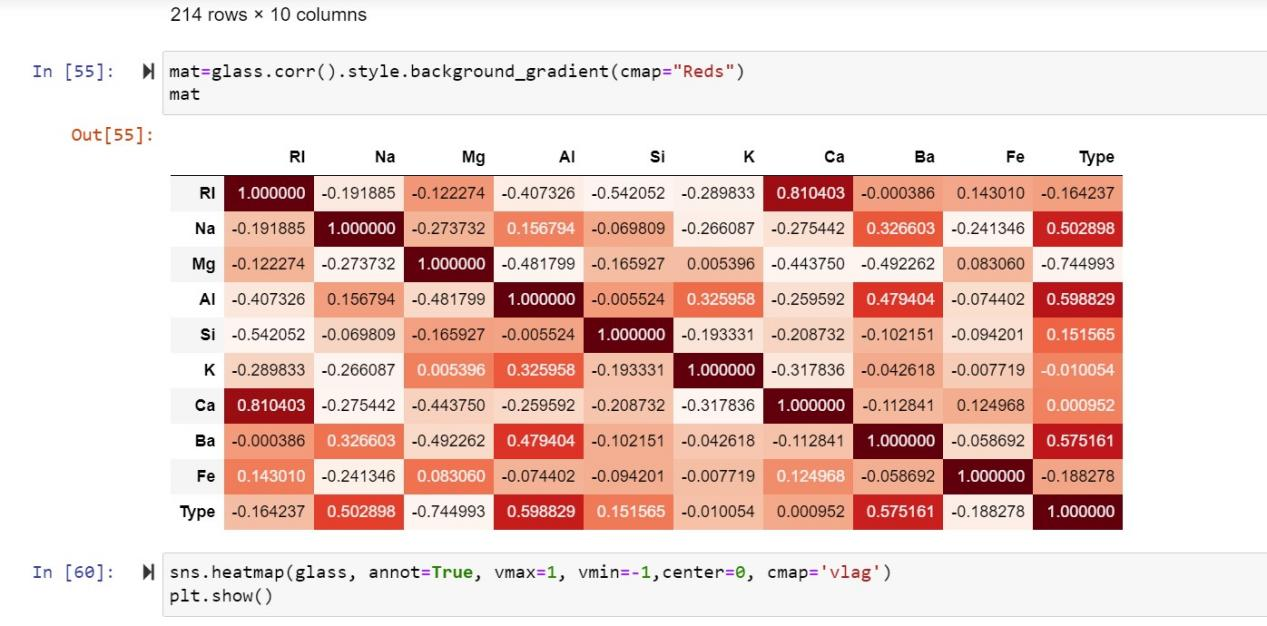 214 rows × 10 columns
In [55]: mat=glass.corr().style.background_gradient(cmap="Reds")
mat
Out[55]:
RI Na Mg Al Si K Ca Ba Fe Type
RI 1.000000 -0.191885 -0.122274 -0.407326 -0.542052 -0.289833 0.810403 -0.000386 0.143010 -0.164237
Na -0.191885 1.000000 -0.273732 0.156794 -0.069809 -0.266087 -0.275442 0.326603 -0.241346 0.502898
Mg -0.122274 -0.273732 1.000000 -0.481799 -0.165927 0.005396 -0.443750 -0.492262 0.083060 -0.744993
Al -0.407326 0.156794 -0.481799 1.000000 -0.005524 0.325958 -0.259592 0.479404 -0.074402 0.598829
Si -0.542052 -0.069809 -0.165927 -0.005524 1.000000 -0.193331 -0.208732 -0.102151 -0.094201 0.151565
K -0.289833 -0.266087 0.005396 0.325958 -0.193331 1.000000 -0.317836 -0.042618 -0.007719 -0.010054
Ca 0.810403 -0.275442 -0.443750 -0.259592 -0.208732 -0.317836 1.000000 -0.112841 0.124968 0.000952
Ba -0.000386 0.326603 -0.492262 0.479404 -0.102151 -0.042618 -0.112841 1.000000 -0.058692 0.575161
Fe 0.143010 -0.241346 0.083060 -0.074402 -0.094201 -0.007719 0.124968 -0.058692 1.000000 -0.188278
Type -0.164237 0.502898 -0.744993 0.598829 0.151565 -0.010054 0.000952 0.575161 -0.188278 1.000000
In [60]: sns.heatmap(glass, annot=True, vmax=1, vmin=-1,center=0, cmap='vlag')
plt.show()